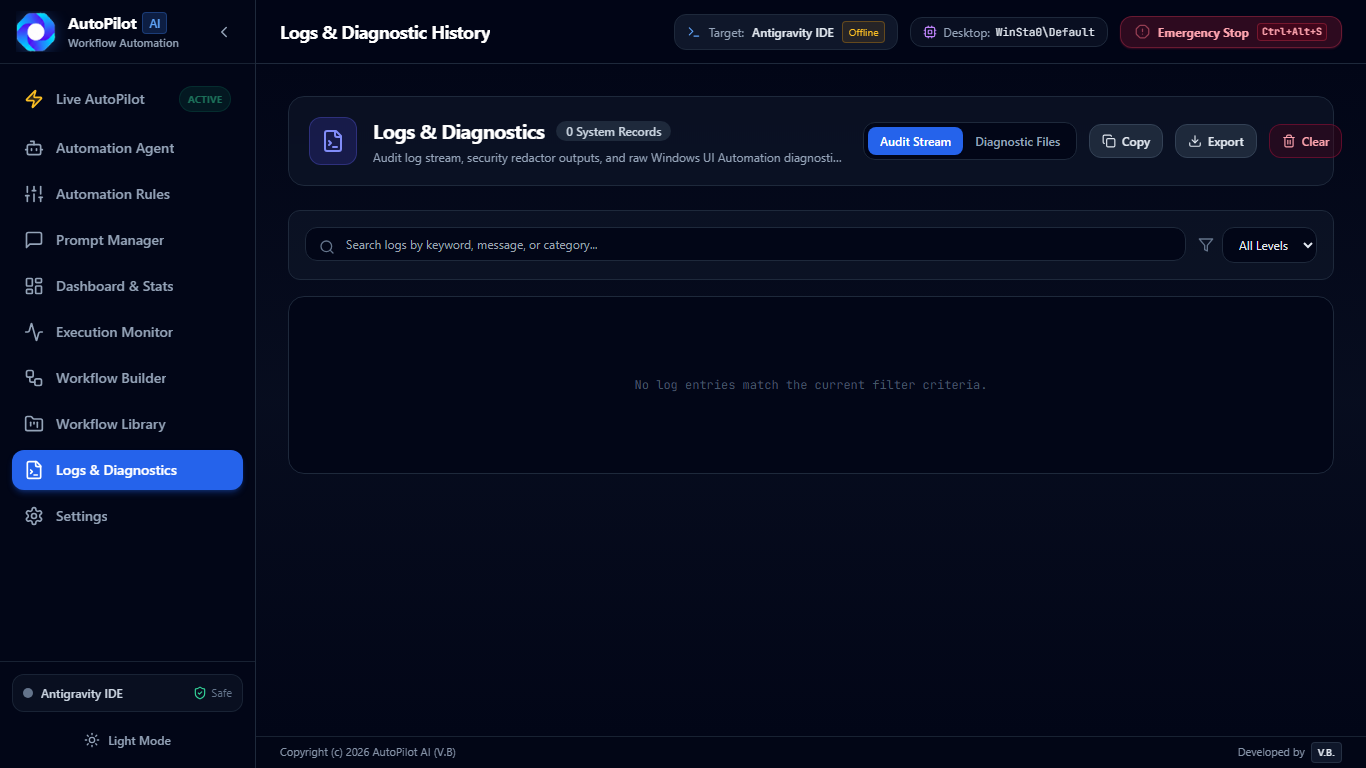 AutoPilot AI
Workflow Automation
Logs & Diagnostic History
Target: Antigravity IDE Offline
Desktop: WinSta0\Default
Emergency Stop Ctrl+Alt+S
Live AutoPilot ACTIVE
Automation Agent
Automation Rules
Prompt Manager
Dashboard & Stats
Execution Monitor
Workflow Builder
Workflow Library
Logs & Diagnostics
Settings
Antigravity IDE Safe
Light Mode
Logs & Diagnostics 0 System Records
Audit log stream, security redactor outputs, and raw Windows UI Automation diagnosti...
Audit Stream Diagnostic Files
Copy
Export
Clear
Search logs by keyword, message, or category...
All Levels
No log entries match the current filter criteria.
Copyright (c) 2026 AutoPilot AI (V.B)
Developed by V.B.